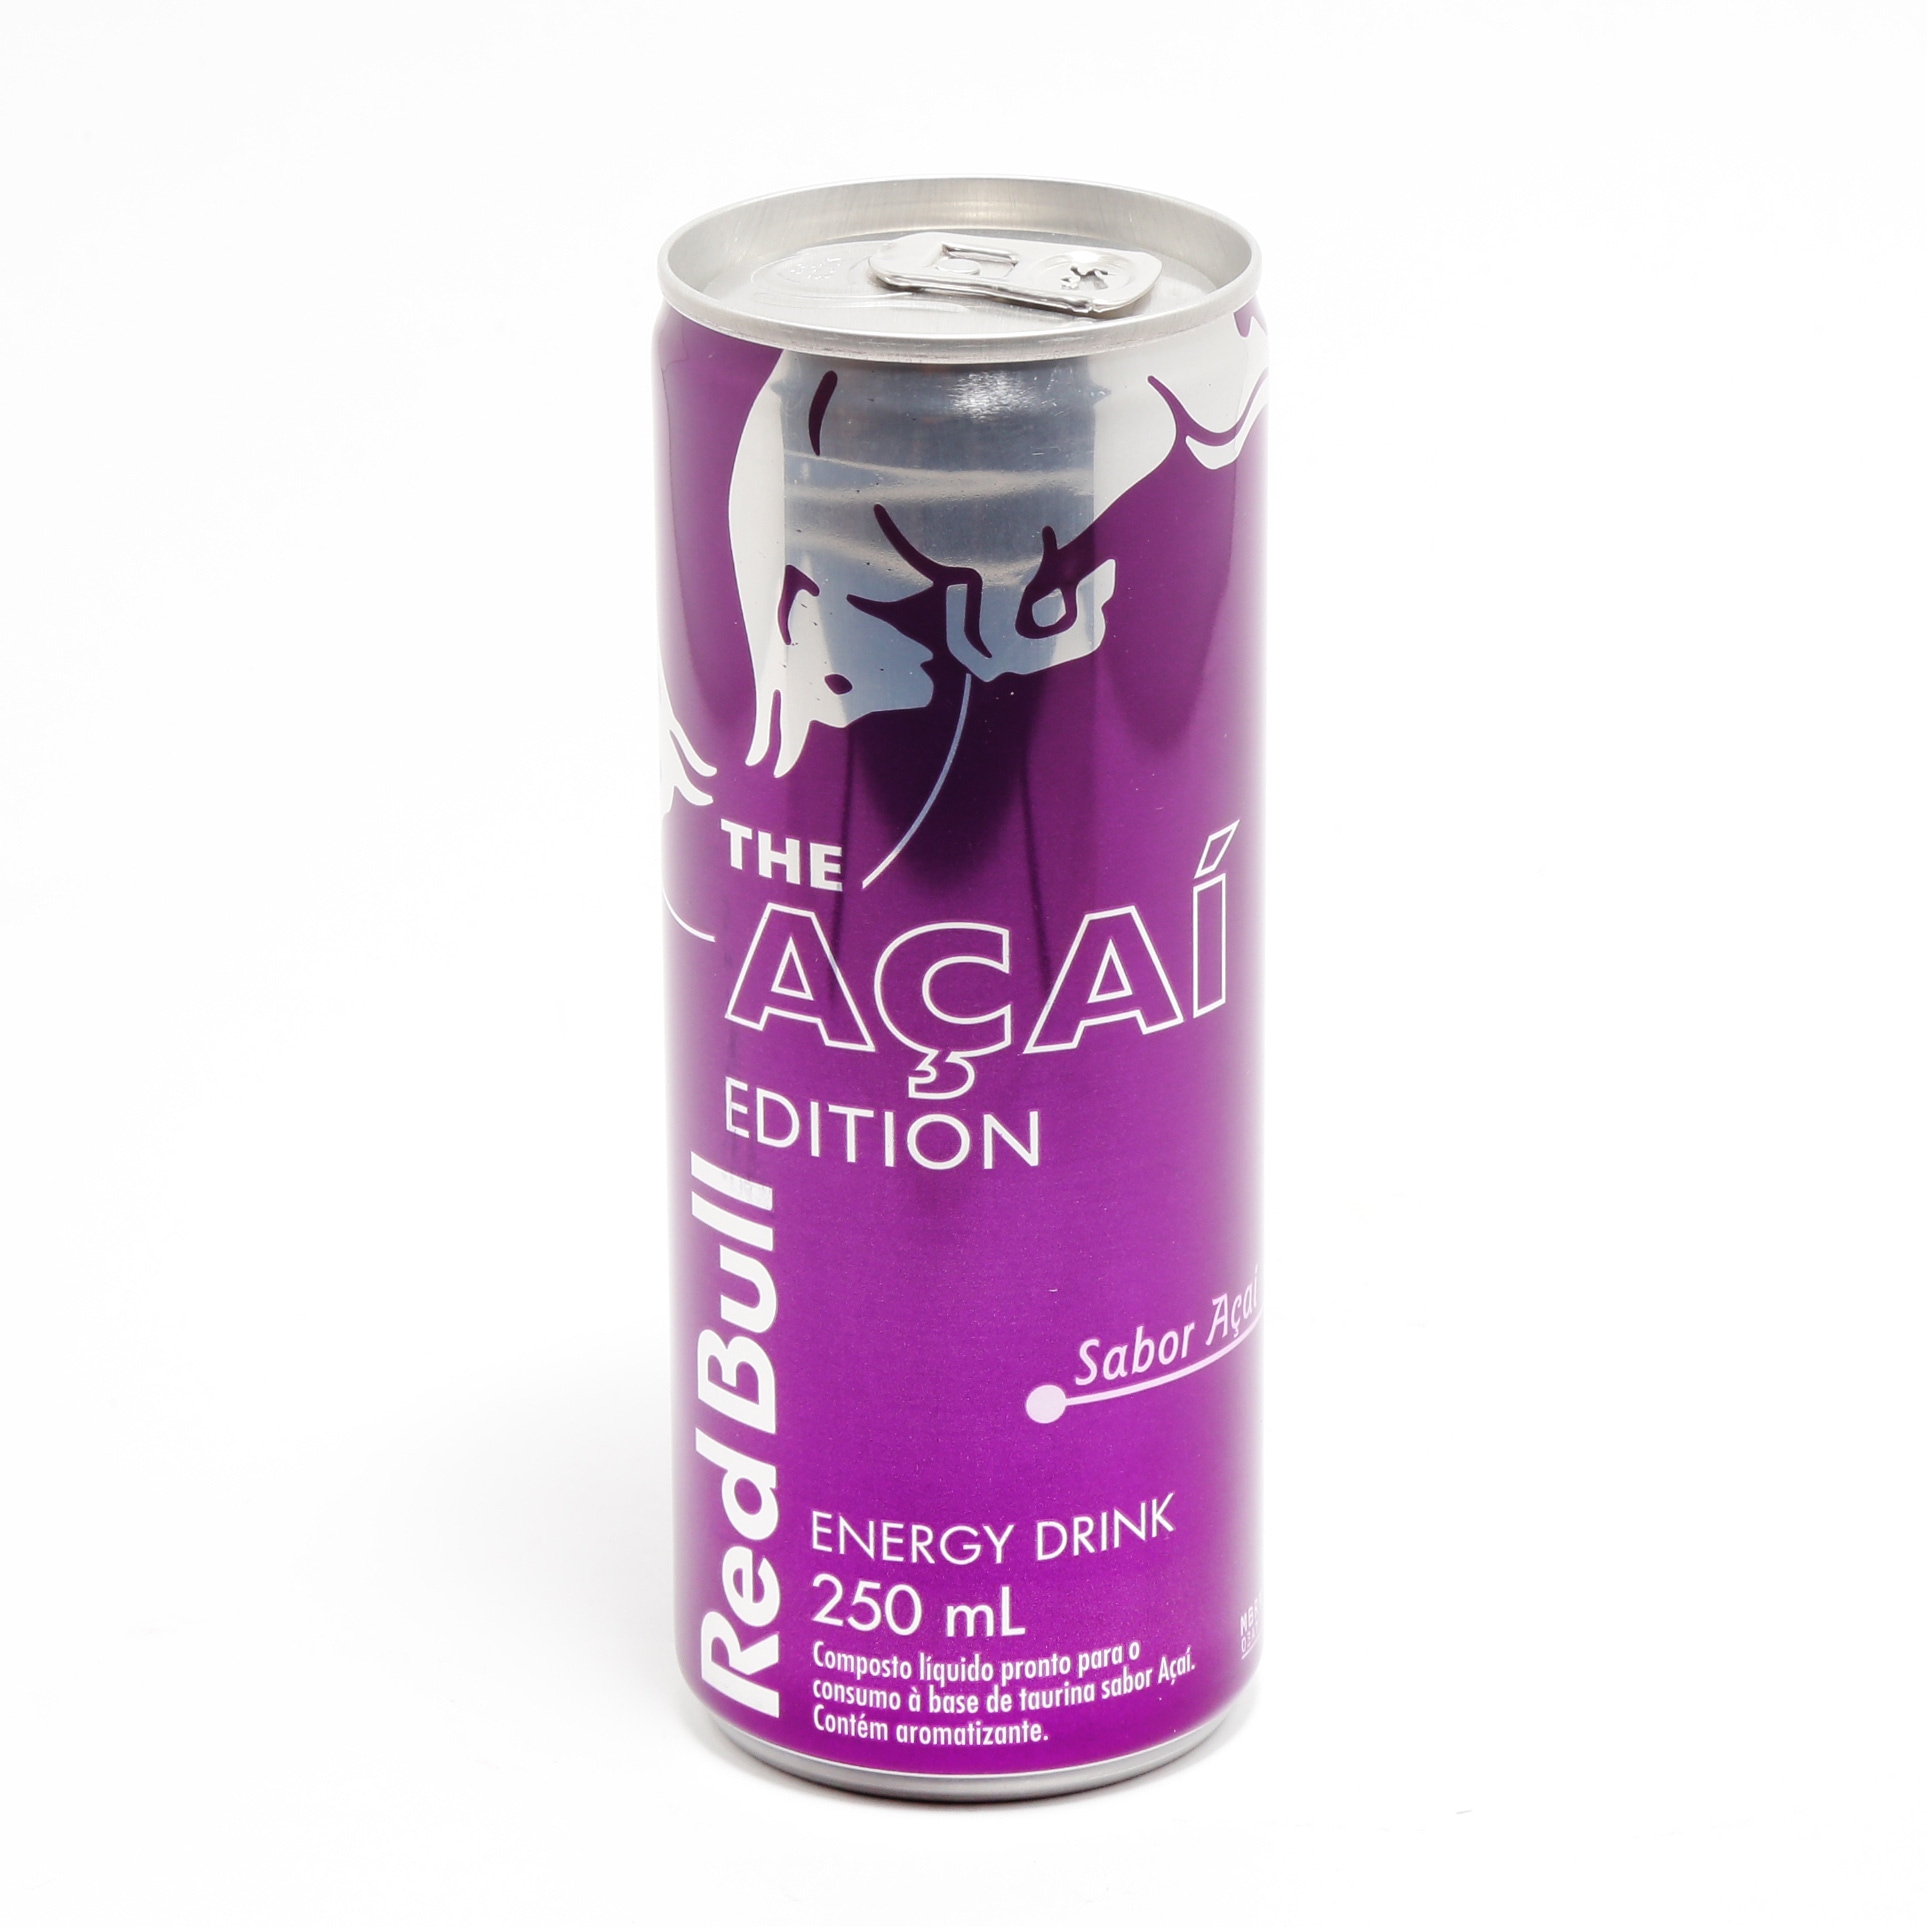 THE
AÇAÍ
EDITION
Red Bull
Sabor Açaí
ENERGY DRINK
250 mL
Composto líquido pronto para o
consumo à base de taurina sabor Açaí.
Contém aromatizante.